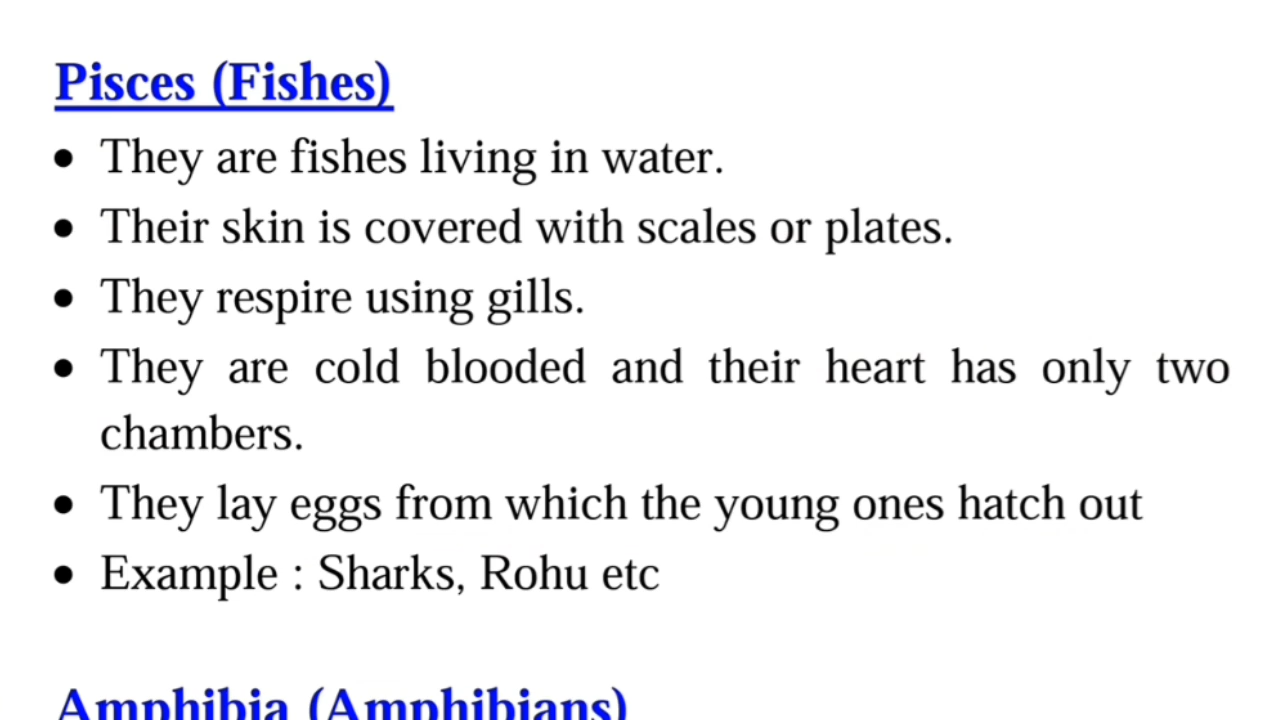 Pisces (Fishes)
• They are fishes living in water.
• Their skin is covered with scales or plates.
• They respire using gills.
• They are cold blooded and their heart has only two
chambers.
• They lay eggs from which the young ones hatch out
• Example : Sharks, Rohu etc
Amphibia (Amphibians)